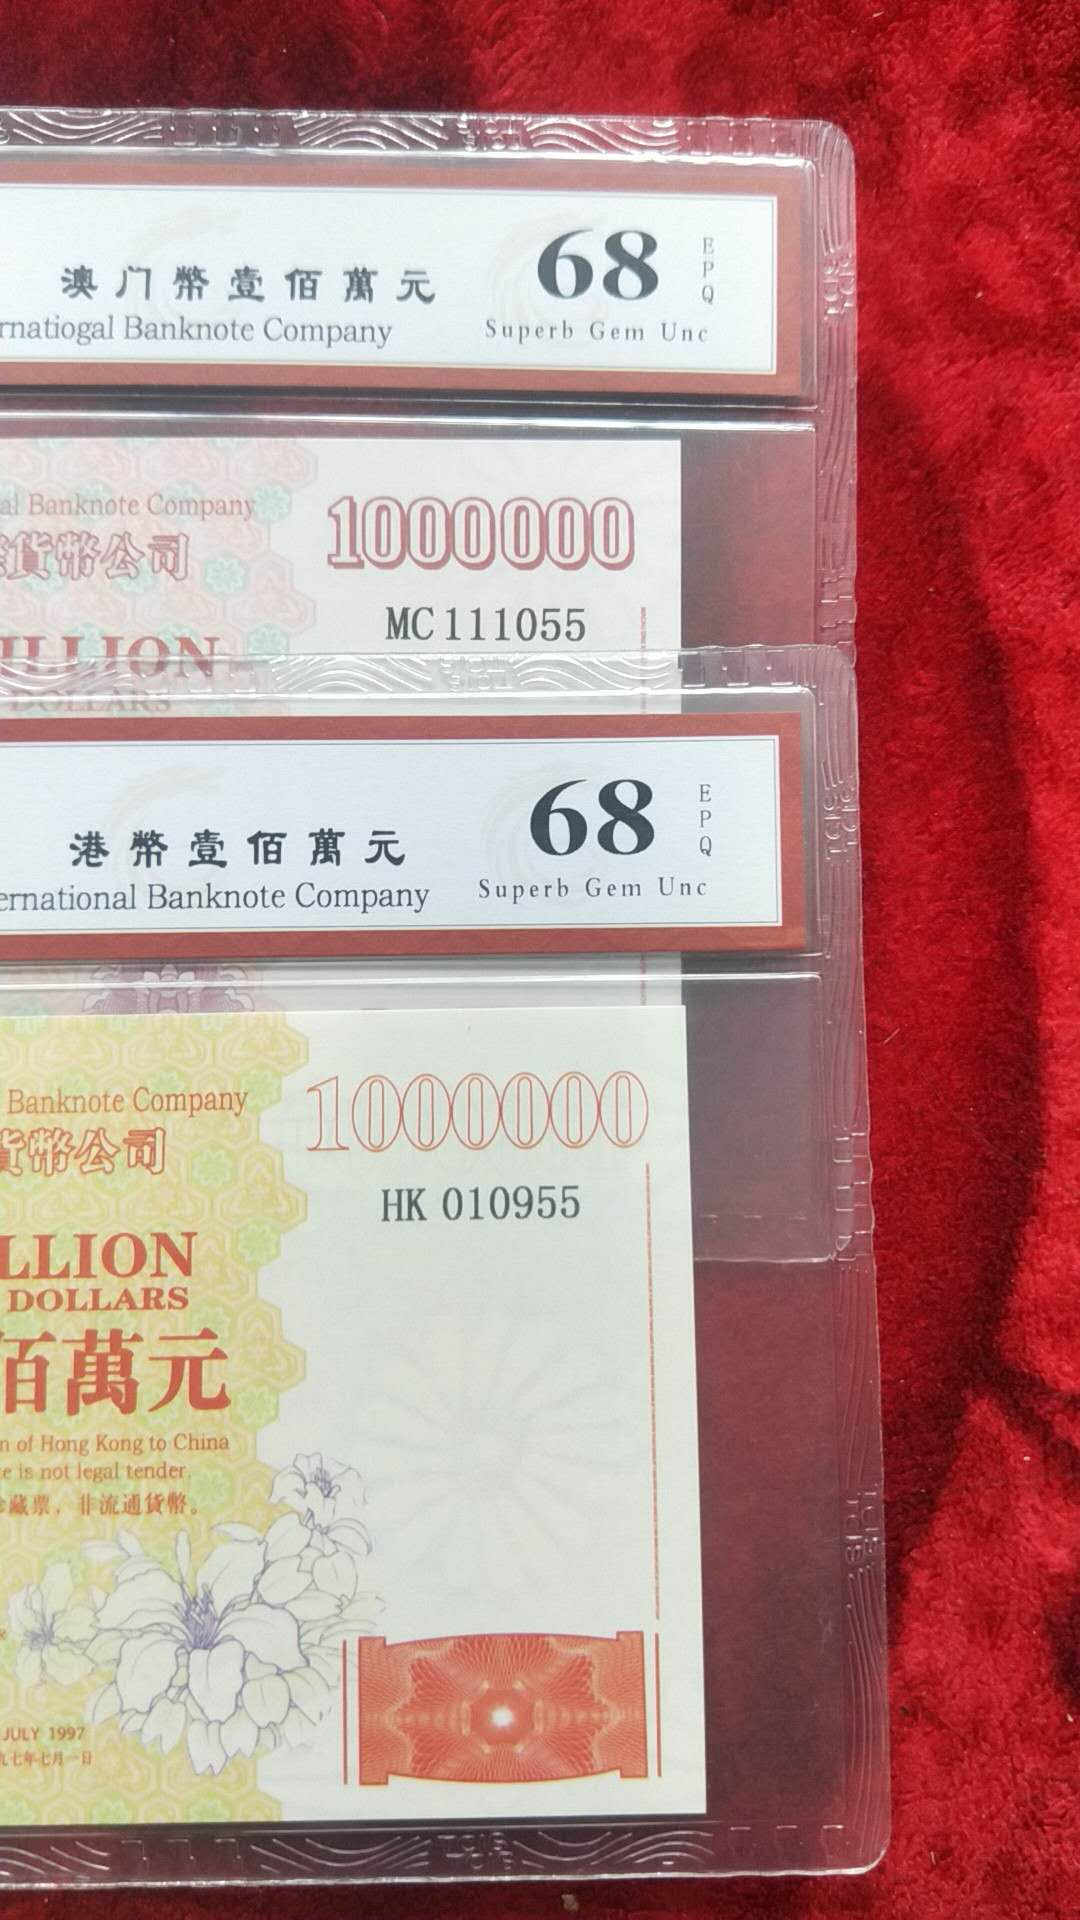 澳门幣壹佰萬元
rnatiogal Banknote Company
68
EPQ
Superb Gem Unc
al Banknote Company
貨幣公司
1000000
MC 111055
ILLION
DOLLARS
港幣壹佰萬元
ernational Banknote Company
68
EPQ
Superb Gem Unc
Banknote Company
貨幣公司
1000000
HK 010955
LLION
DOLLARS
佰萬元
n of Hong Kong to China
e is not legal tender.
珍藏票，非流通貨幣。
JULY 1997
九七年七月一日